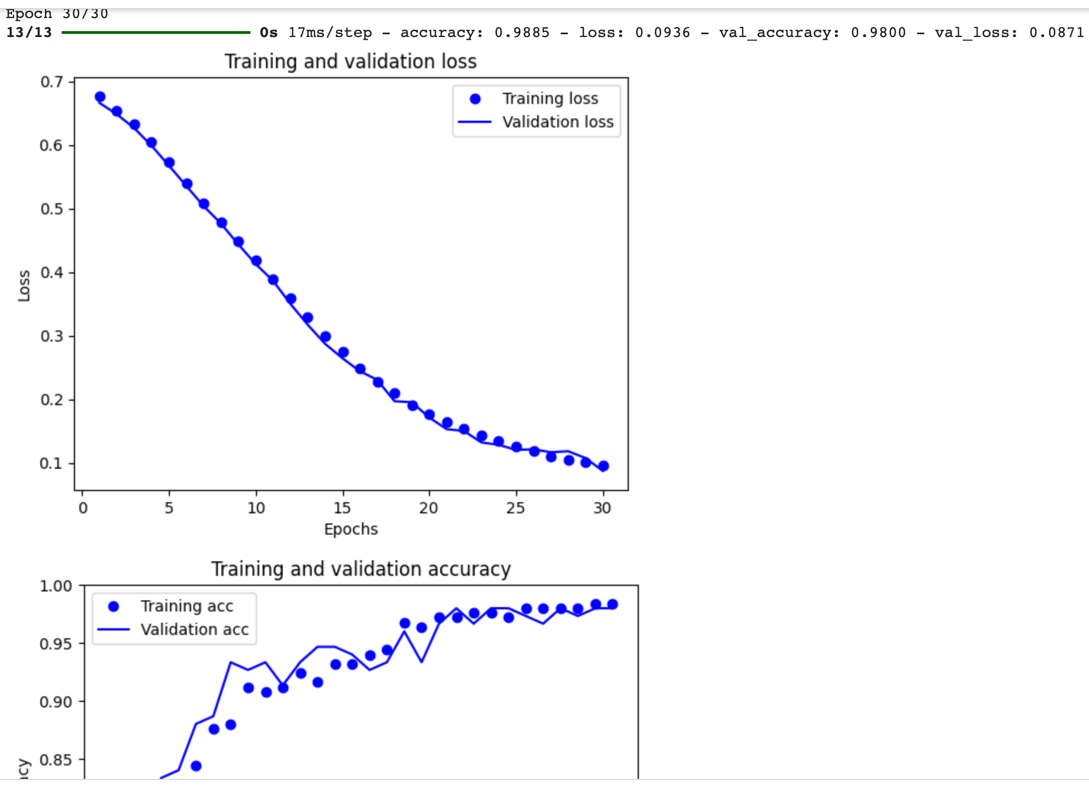 Epoch 30/30
13/13 ━━━━━━━━━━━━━━━━━━━━ 0s 17ms/step - accuracy: 0.9885 - loss: 0.0936 - val_accuracy: 0.9800 - val_loss: 0.0871
Training and validation loss
0.7
Training loss
Validation loss
0.6
0.5
0.4
Loss
0.3
0.2
0.1
0 5 10 15 20 25 30
Epochs
Training and validation accuracy
1.00
Training acc
Validation acc
0.95
0.90
0.85
cy